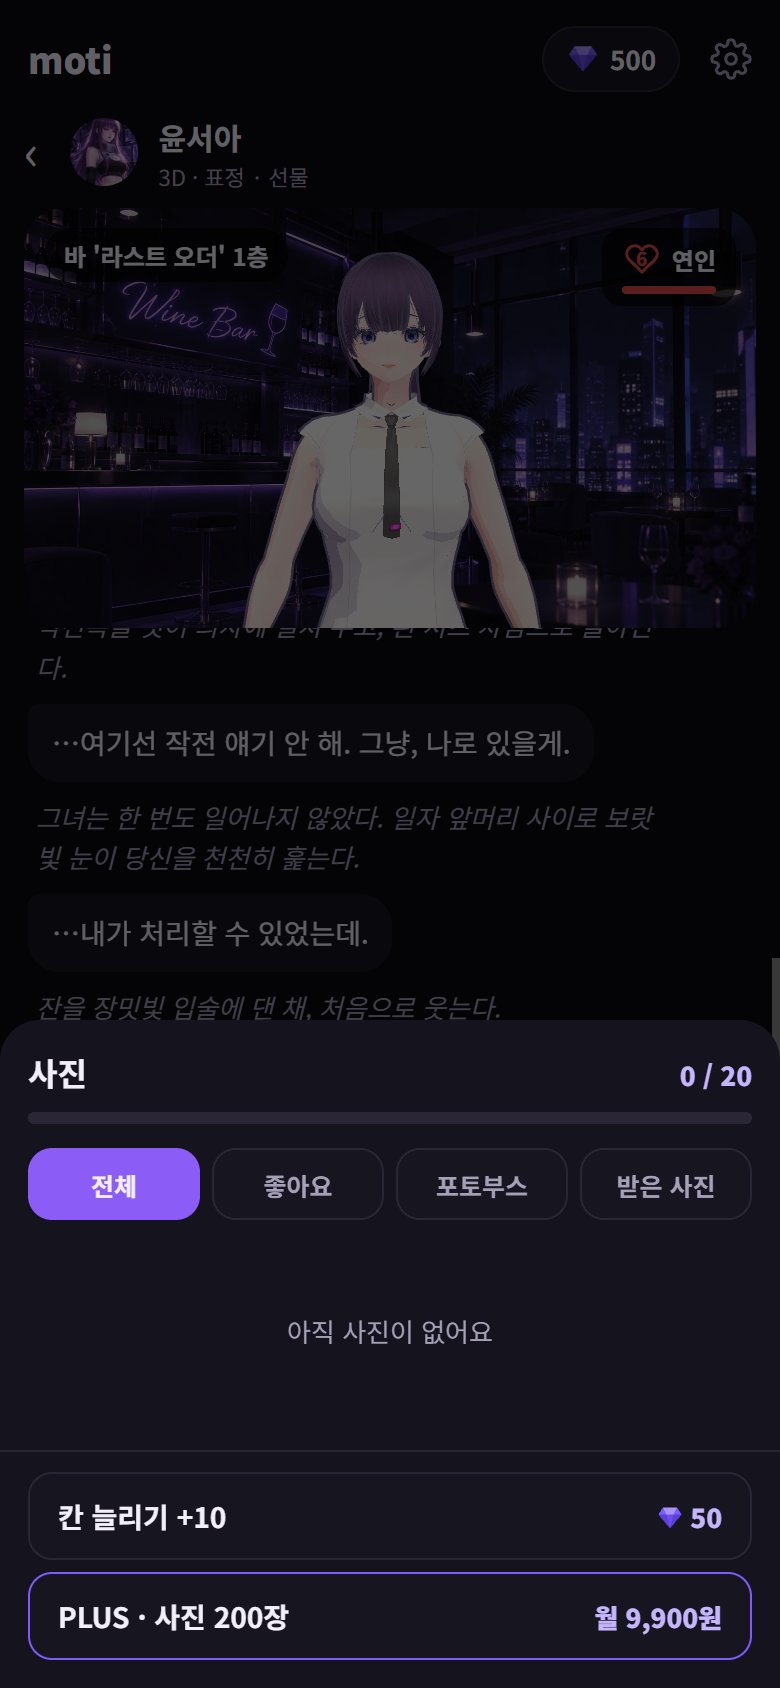 moti
500
윤서아
3D · 표정 · 선물
바 '라스트 오더' 1층
6 연인
Wine Bar
다.
…여기선 작전 얘기 안 해. 그냥, 나로 있을게.
그녀는 한 번도 일어나지 않았다. 일자 앞머리 사이로 보랏
빛 눈이 당신을 천천히 훑는다.
…내가 처리할 수 있었는데.
잔을 장밋빛 입술에 댄 채, 처음으로 웃는다.
사진
0 / 20
전체
좋아요
포토부스
받은 사진
아직 사진이 없어요
칸 늘리기 +10
50
PLUS · 사진 200장
월 9,900원